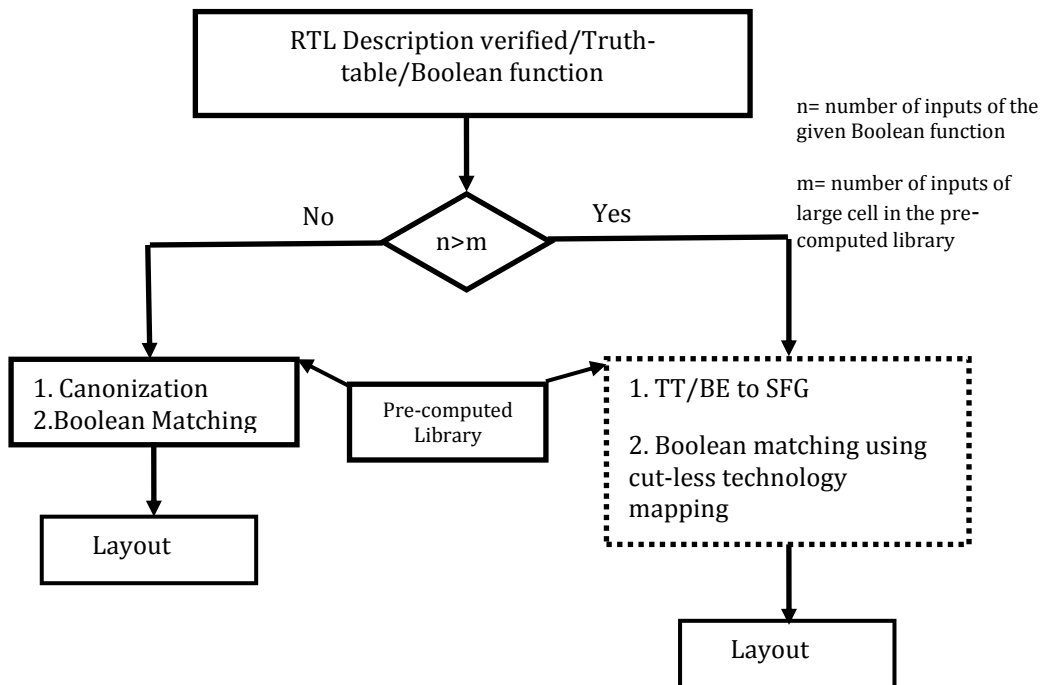 RTL Description verified/Truth-
table/Boolean function
n= number of inputs of the
given Boolean function
m= number of inputs of
large cell in the pre-
computed library
No
Yes
n>m
1. Canonization
2.Boolean Matching
Pre-computed
Library
1. TT/BE to SFG
2. Boolean matching using
cut-less technology
mapping
Layout
Layout